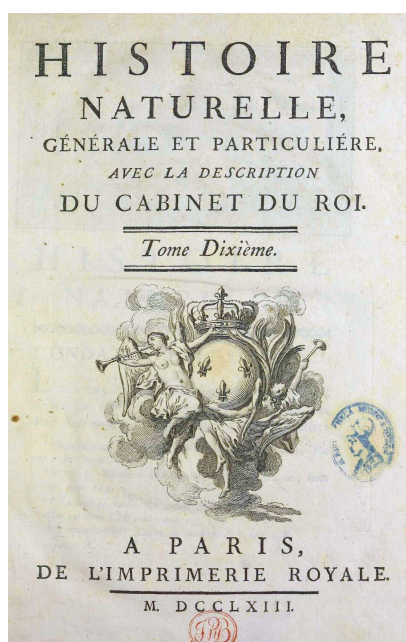 HISTOIRE
NATURELLE,
GÉNÉRALE ET PARTICULIÉRE,
AVEC LA DESCRIPTION
DU CABINET DU ROI.
Tome Dixième.
A PARIS,
DE L'IMPRIMERIE ROYALE.
M. DCCLXIII.